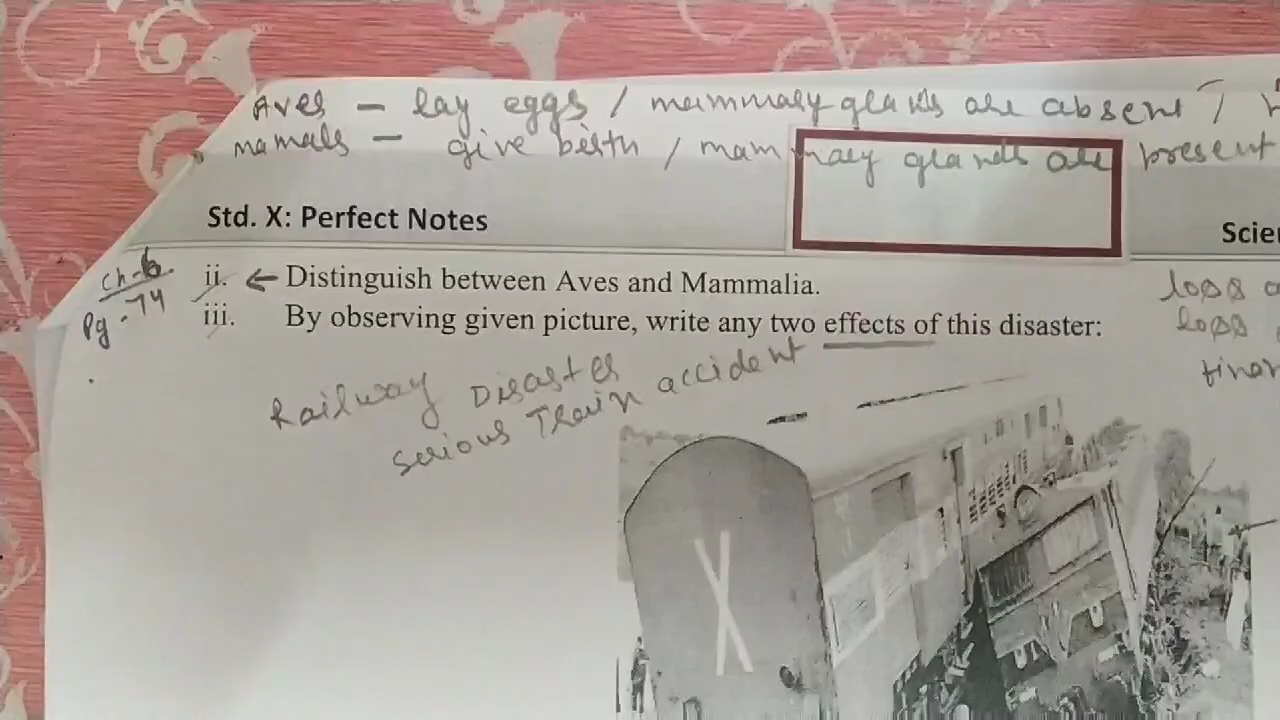 Aves - lay eggs / mammary glands are absent /
mamals - give birth / mammary glands are present
Std. X: Perfect Notes
Scien
ch-6
Pg-74
ii. ← Distinguish between Aves and Mammalia.
iii. By observing given picture, write any two effects of this disaster:
loss
loss
finan
Railway Disaster
serious Train accident
X